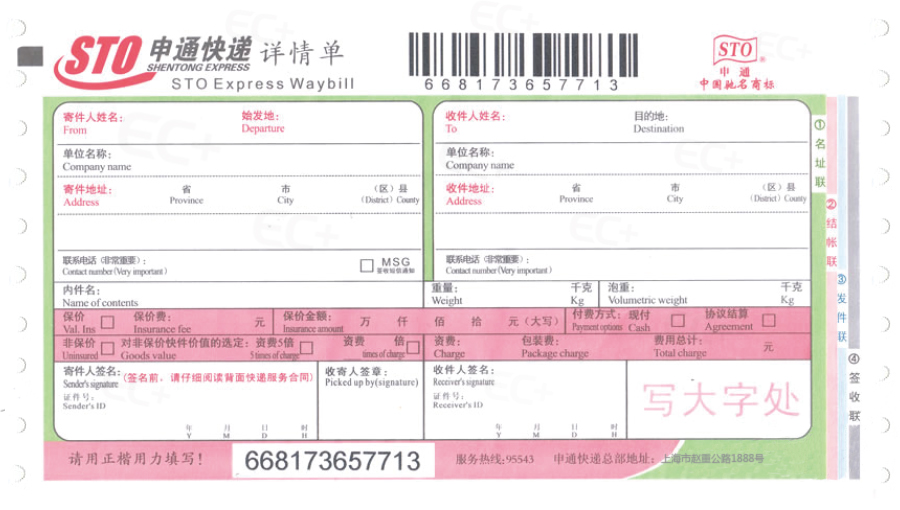 STO 申通快递 详情单
SHENTONG EXPRESS
STO Express Waybill
668173657713
STO ®
申通
中国驰名商标
寄件人姓名: 始发地:
From Departure
单位名称:
Company name
寄件地址: 省 市 (区)县
Address Province City (District) County
联系电话(非常重要):
Contact number(Very important)
MSG
签收短信通知
收件人姓名: 目的地:
To Destination
单位名称:
Company name
收件地址: 省 市 (区)县
Address Province City (District) County
联系电话(非常重要):
Contact number(Very important)
内件名: 重量: 千克 泡重: 千克
Name of contents Weight Kg Volumetric weight Kg
保价 保价费: 元 保价金额: 万 仟 佰 拾 元(大写) 付费方式: 现付 协议结算
Val. Ins Insurance fee Insurance amount Payment options Cash Agreement
非保价 对非保价快件价值的选定: 资费5倍 资费 倍 资费: 包装费: 费用总计: 元
Uninsured Goods value 5 times of charge times of charge Charge Package charge Total charge
寄件人签名: (签名前,请仔细阅读背面快递服务合同)
Sender's signature
证件号:
Sender's ID
年 月 日 时
Y M D H
收寄人签章:
Picked up by(signature)
收件人签名:
Receiver's signature
证件号:
Receiver's ID
年 月 日 时
Y M D H
写大字处
请用正楷用力填写! 668173657713 服务热线:95543 申通快递总部地址: 上海市赵重公路1888号
①名址联
②结帐联
③发件联
④签收联
EC+
EC+
EC+
EC+
EC+
EC+
EC+